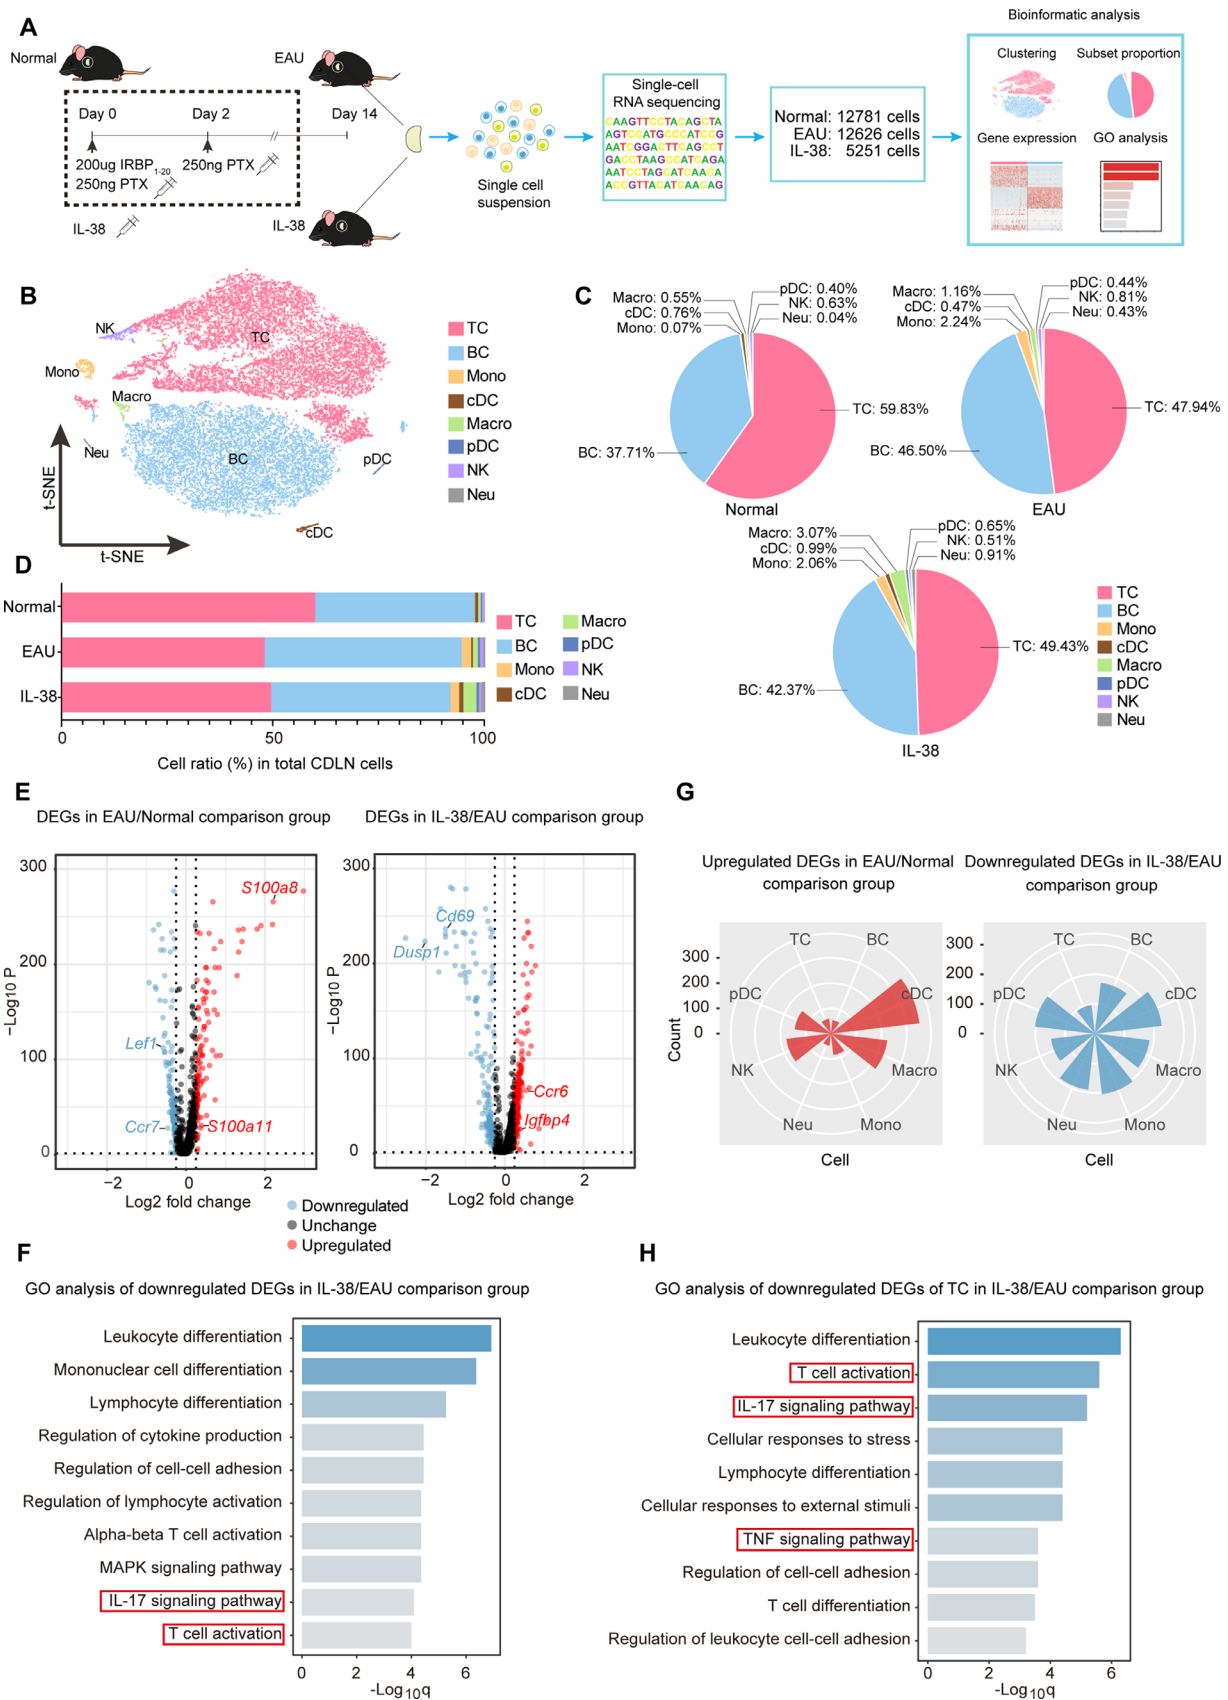 A
Normal
EAU
Day 0
Day 2
Day 14
200ug IRBP1-20
250ng PTX
250ng PTX
IL-38
IL-38
Single cell
suspension
Single-cell
RNA sequencing
CAAGTTCCTACAGCTA
AGTCCATGCCCATCCG
AATCGGACTTCAGCCT
GACCTAAGCCATCAGA
AATCCTAGCATCAACA
ACCGTTACATCAACAG
Normal: 12781 cells
EAU: 12626 cells
IL-38: 5251 cells
Bioinformatic analysis
Clustering
Subset proportion
Gene expression
GO analysis
B
NK
TC
Mono
Macro
Neu
BC
pDC
cDC
t-SNE
t-SNE
TC
BC
Mono
cDC
Macro
pDC
NK
Neu
C
Macro: 0.55%
cDC: 0.76%
Mono: 0.07%
pDC: 0.40%
NK: 0.63%
Neu: 0.04%
TC: 59.83%
BC: 37.71%
Normal
Macro: 1.16%
cDC: 0.47%
Mono: 2.24%
pDC: 0.44%
NK: 0.81%
Neu: 0.43%
TC: 47.94%
BC: 46.50%
EAU
Macro: 3.07%
cDC: 0.99%
Mono: 2.06%
pDC: 0.65%
NK: 0.51%
Neu: 0.91%
TC: 49.43%
BC: 42.37%
IL-38
TC
BC
Mono
cDC
Macro
pDC
NK
Neu
D
Normal
EAU
IL-38
0
50
100
Cell ratio (%) in total CDLN cells
TC
BC
Mono
cDC
Macro
pDC
NK
Neu
E
DEGs in EAU/Normal comparison group
300
200
100
0
−Log10 P
S100a8
Lef1
Ccr7
S100a11
−2
0
2
Log2 fold change
DEGs in IL-38/EAU comparison group
300
200
100
0
−Log10 P
Cd69
Dusp1
Ccr6
Igfbp4
−2
0
2
Log2 fold change
Downregulated
Unchange
Upregulated
G
Upregulated DEGs in EAU/Normal
comparison group
300
200
100
0
Count
TC
BC
cDC
Macro
Mono
Neu
NK
pDC
Cell
Downregulated DEGs in IL-38/EAU
comparison group
300
200
100
0
TC
BC
cDC
Macro
Mono
Neu
NK
pDC
Cell
F
GO analysis of downregulated DEGs in IL-38/EAU comparison group
Leukocyte differentiation
Mononuclear cell differentiation
Lymphocyte differentiation
Regulation of cytokine production
Regulation of cell-cell adhesion
Regulation of lymphocyte activation
Alpha-beta T cell activation
MAPK signaling pathway
IL-17 signaling pathway
T cell activation
0
2
4
6
-Log10q
H
GO analysis of downregulated DEGs of TC in IL-38/EAU comparison group
Leukocyte differentiation
T cell activation
IL-17 signaling pathway
Cellular responses to stress
Lymphocyte differentiation
Cellular responses to external stimuli
TNF signaling pathway
Regulation of cell-cell adhesion
T cell differentiation
Regulation of leukocyte cell-cell adhesion
0
2
4
6
-Log10q